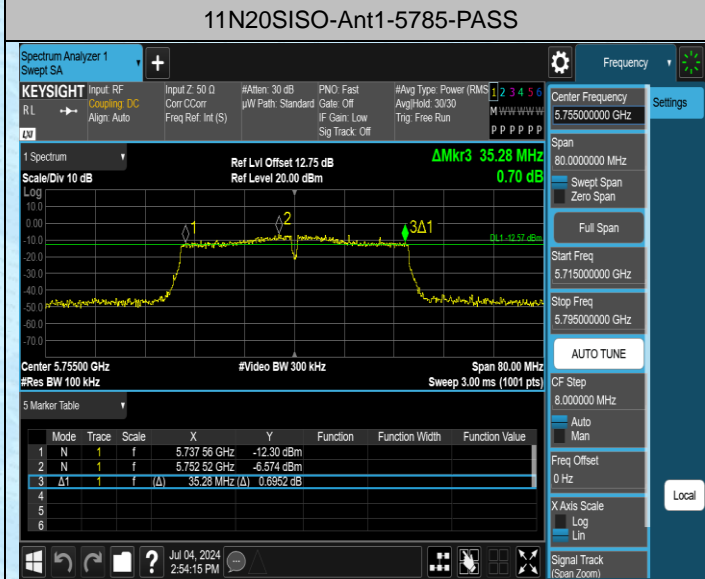 11N20SISO-Ant1-5785-PASS
Spectrum Analyzer 1
Swept SA
+
Frequency
KEYSIGHT
RL
LXI
Input: RF
Coupling: DC
Align: Auto
Input Z: 50 Ω
Corr CCorr
Freq Ref: Int (S)
#Atten: 30 dB
µW Path: Standard
PNO: Fast
Gate: Off
IF Gain: Low
Sig Track: Off
#Avg Type: Power (RMS
Avg|Hold: 30/30
Trig: Free Run
1 2 3 4 5 6
M W W W W W
P P P P P P
1 Spectrum
Scale/Div 10 dB
Ref Lvl Offset 12.75 dB
Ref Level 20.00 dBm
ΔMkr3 35.28 MHz
0.70 dB
Log
10.0
0.00
-10.0
-20.0
-30.0
-40.0
-50.0
-60.0
-70.0
1
2
3Δ1
DL1 -12.57 dBm
Center 5.75500 GHz
#Res BW 100 kHz
#Video BW 300 kHz
Span 80.00 MHz
Sweep 3.00 ms (1001 pts)
5 Marker Table
Mode Trace Scale X Y Function Function Width Function Value
1 N 1 f 5.737 56 GHz -12.30 dBm
2 N 1 f 5.752 52 GHz -6.574 dBm
3 Δ1 1 f (Δ) 35.28 MHz (Δ) 0.6952 dB
4
5
6
Jul 04, 2024
2:54:15 PM
Center Frequency
5.755000000 GHz
Settings
Span
80.0000000 MHz
Swept Span
Zero Span
Full Span
Start Freq
5.715000000 GHz
Stop Freq
5.795000000 GHz
AUTO TUNE
CF Step
8.000000 MHz
Auto
Man
Freq Offset
0 Hz
X Axis Scale
Log
Lin
Local
Signal Track
(Span Zoom)